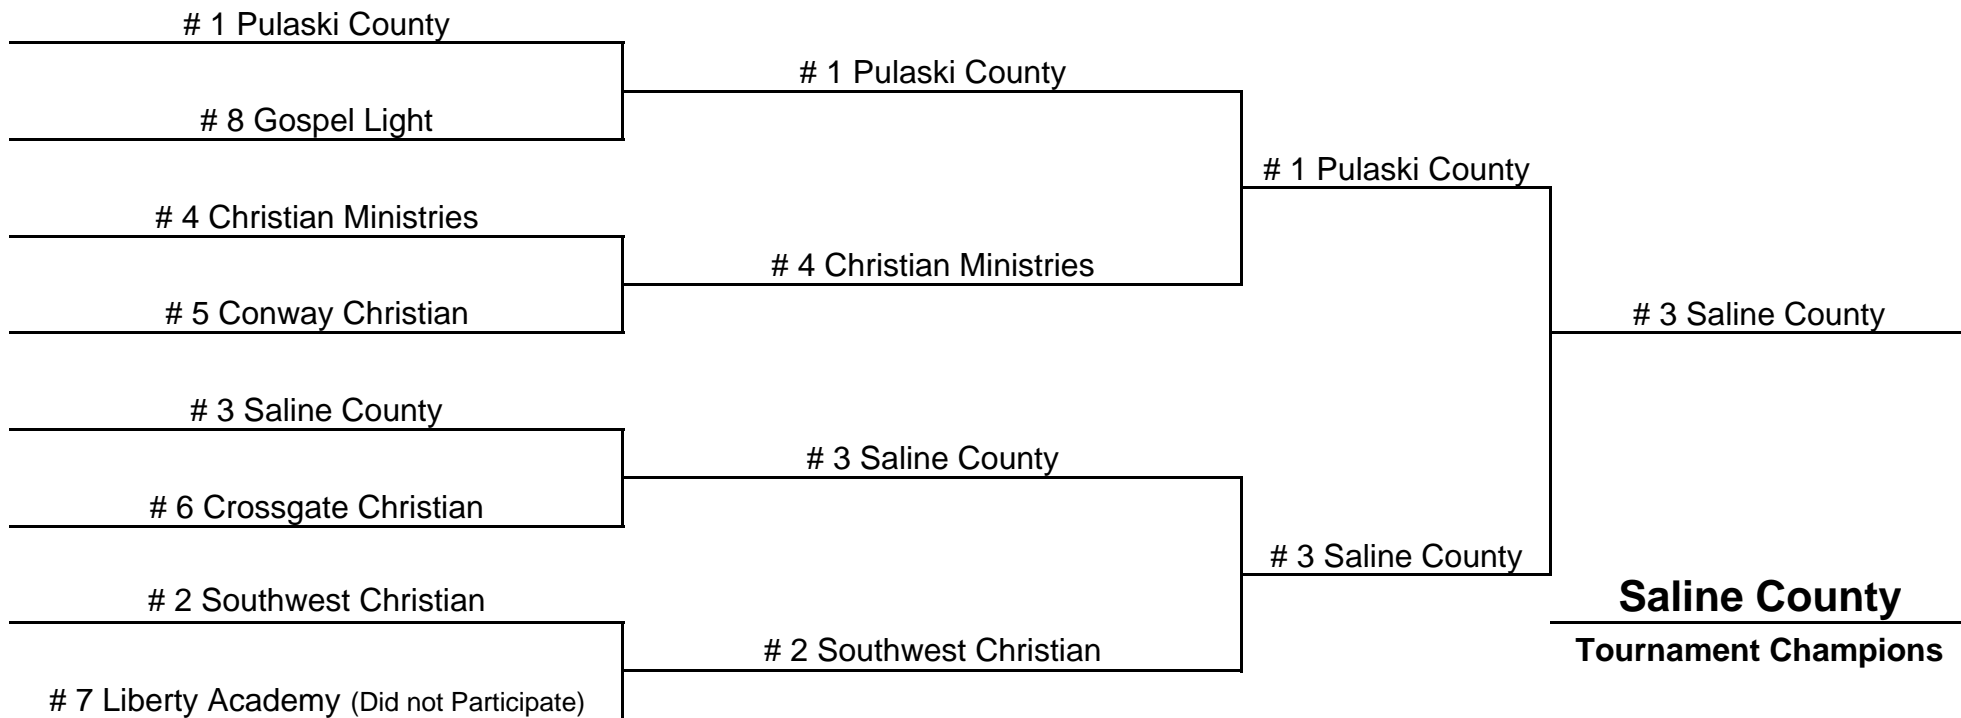 # 1 Pulaski County
# 1 Pulaski County
# 8 Gospel Light
# 1 Pulaski County
# 4 Christian Ministries
# 4 Christian Ministries
# 5 Conway Christian
# 3 Saline County
# 3 Saline County
# 3 Saline County
# 6 Crossgate Christian
# 3 Saline County
# 2 Southwest Christian
Saline County
# 2 Southwest Christian
Tournament Champions
# 7 Liberty Academy (Did not Participate)